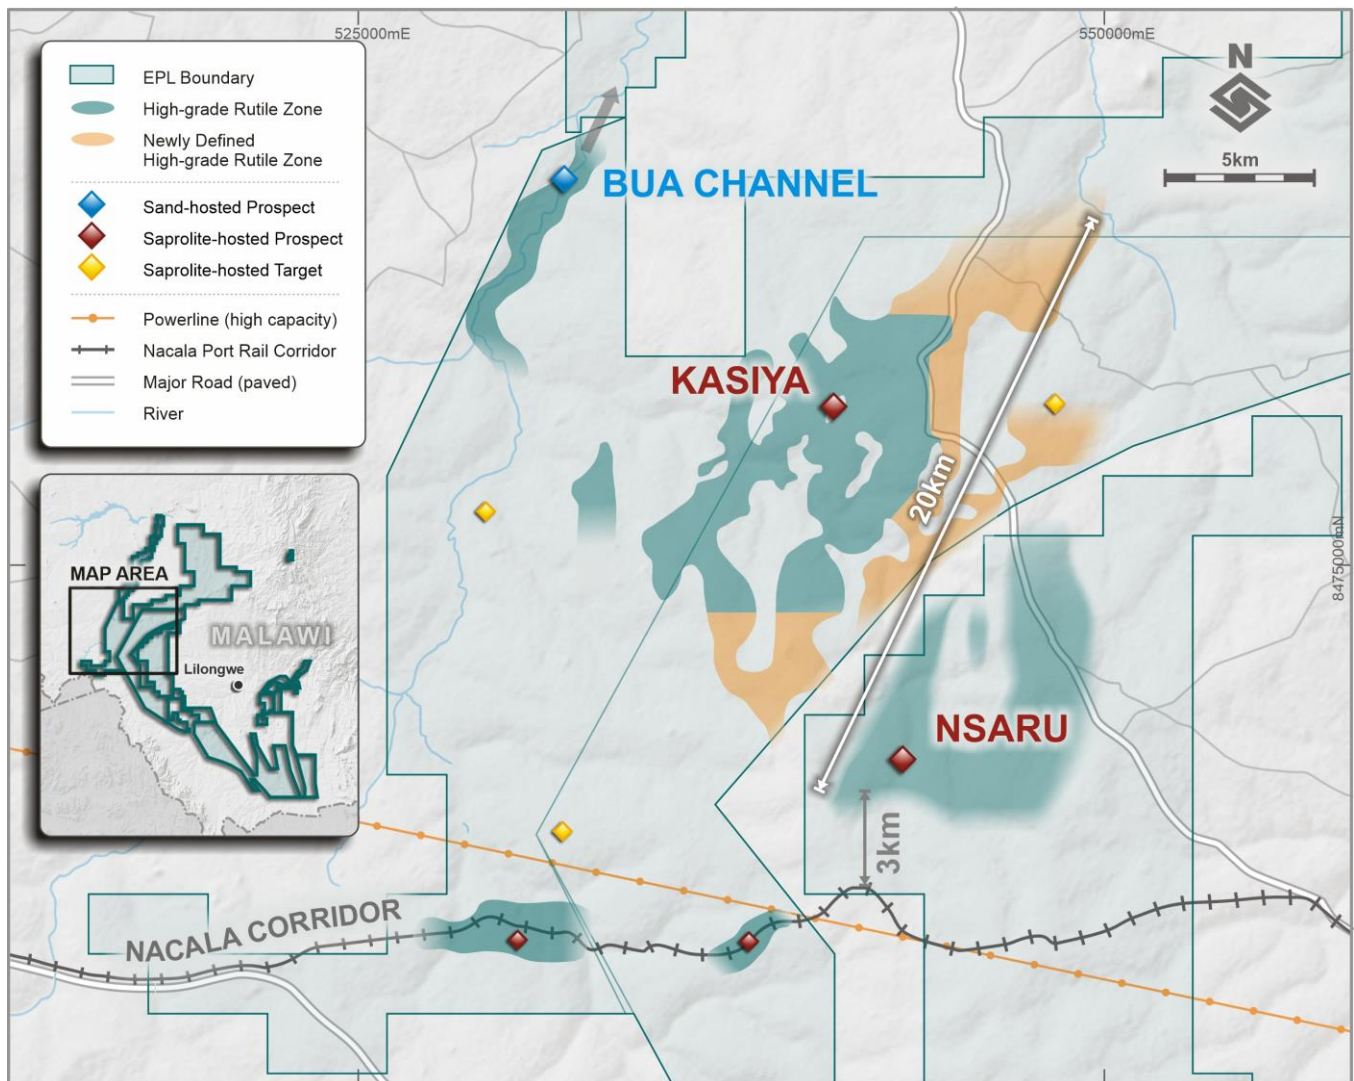 525000mE
550000mE
EPL Boundary
High-grade Rutile Zone
Newly Defined
High-grade Rutile Zone
Sand-hosted Prospect
Saprolite-hosted Prospect
Saprolite-hosted Target
Powerline (high capacity)
Nacala Port Rail Corridor
Major Road (paved)
River
N
5km
BUA CHANNEL
KASIYA
20km
8475000mN
MAP AREA
MALAWI
Lilongwe
NSARU
3km
NACALA CORRIDOR